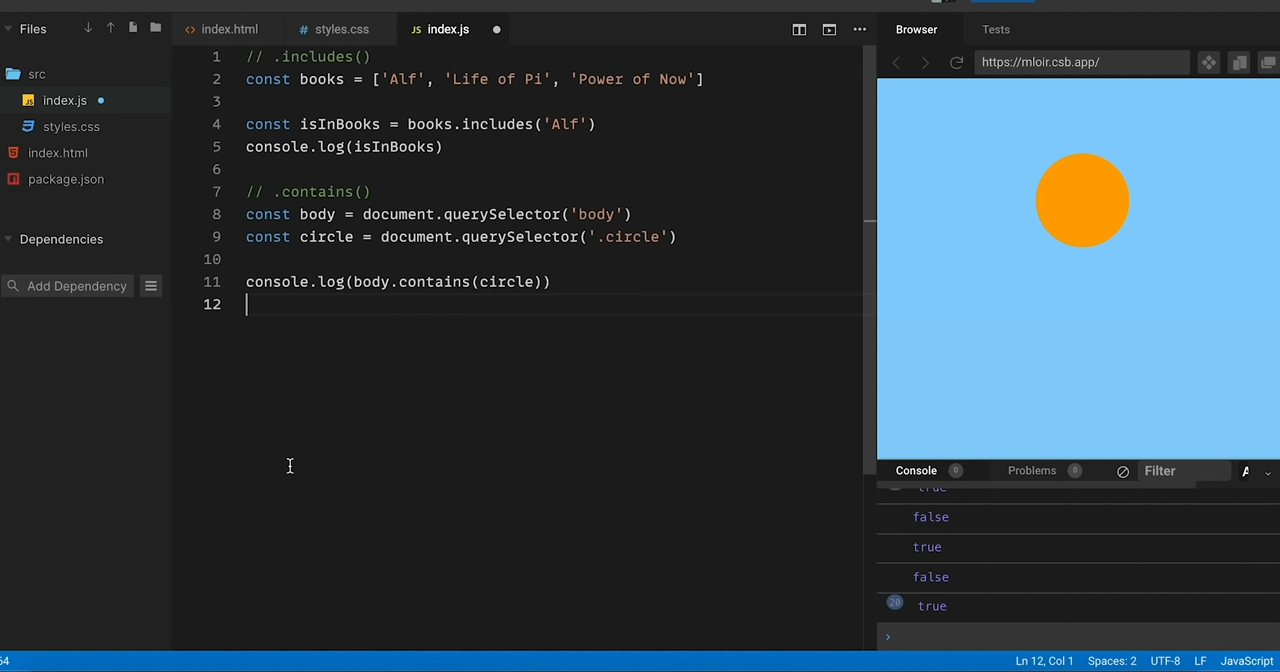 Files
index.html
# styles.css
JS index.js
Browser
Tests
https://mloir.csb.app/
src
index.js
styles.css
index.html
package.json
Dependencies
Add Dependency
1 // .includes()
2 const books = ['Alf', 'Life of Pi', 'Power of Now']
3
4 const isInBooks = books.includes('Alf')
5 console.log(isInBooks)
6
7 // .contains()
8 const body = document.querySelector('body')
9 const circle = document.querySelector('.circle')
10
11 console.log(body.contains(circle))
12
Console 0
Problems 0
Filter
true
false
true
false
20 true
›
64
Ln 12, Col 1
Spaces: 2
UTF-8
LF
JavaScript